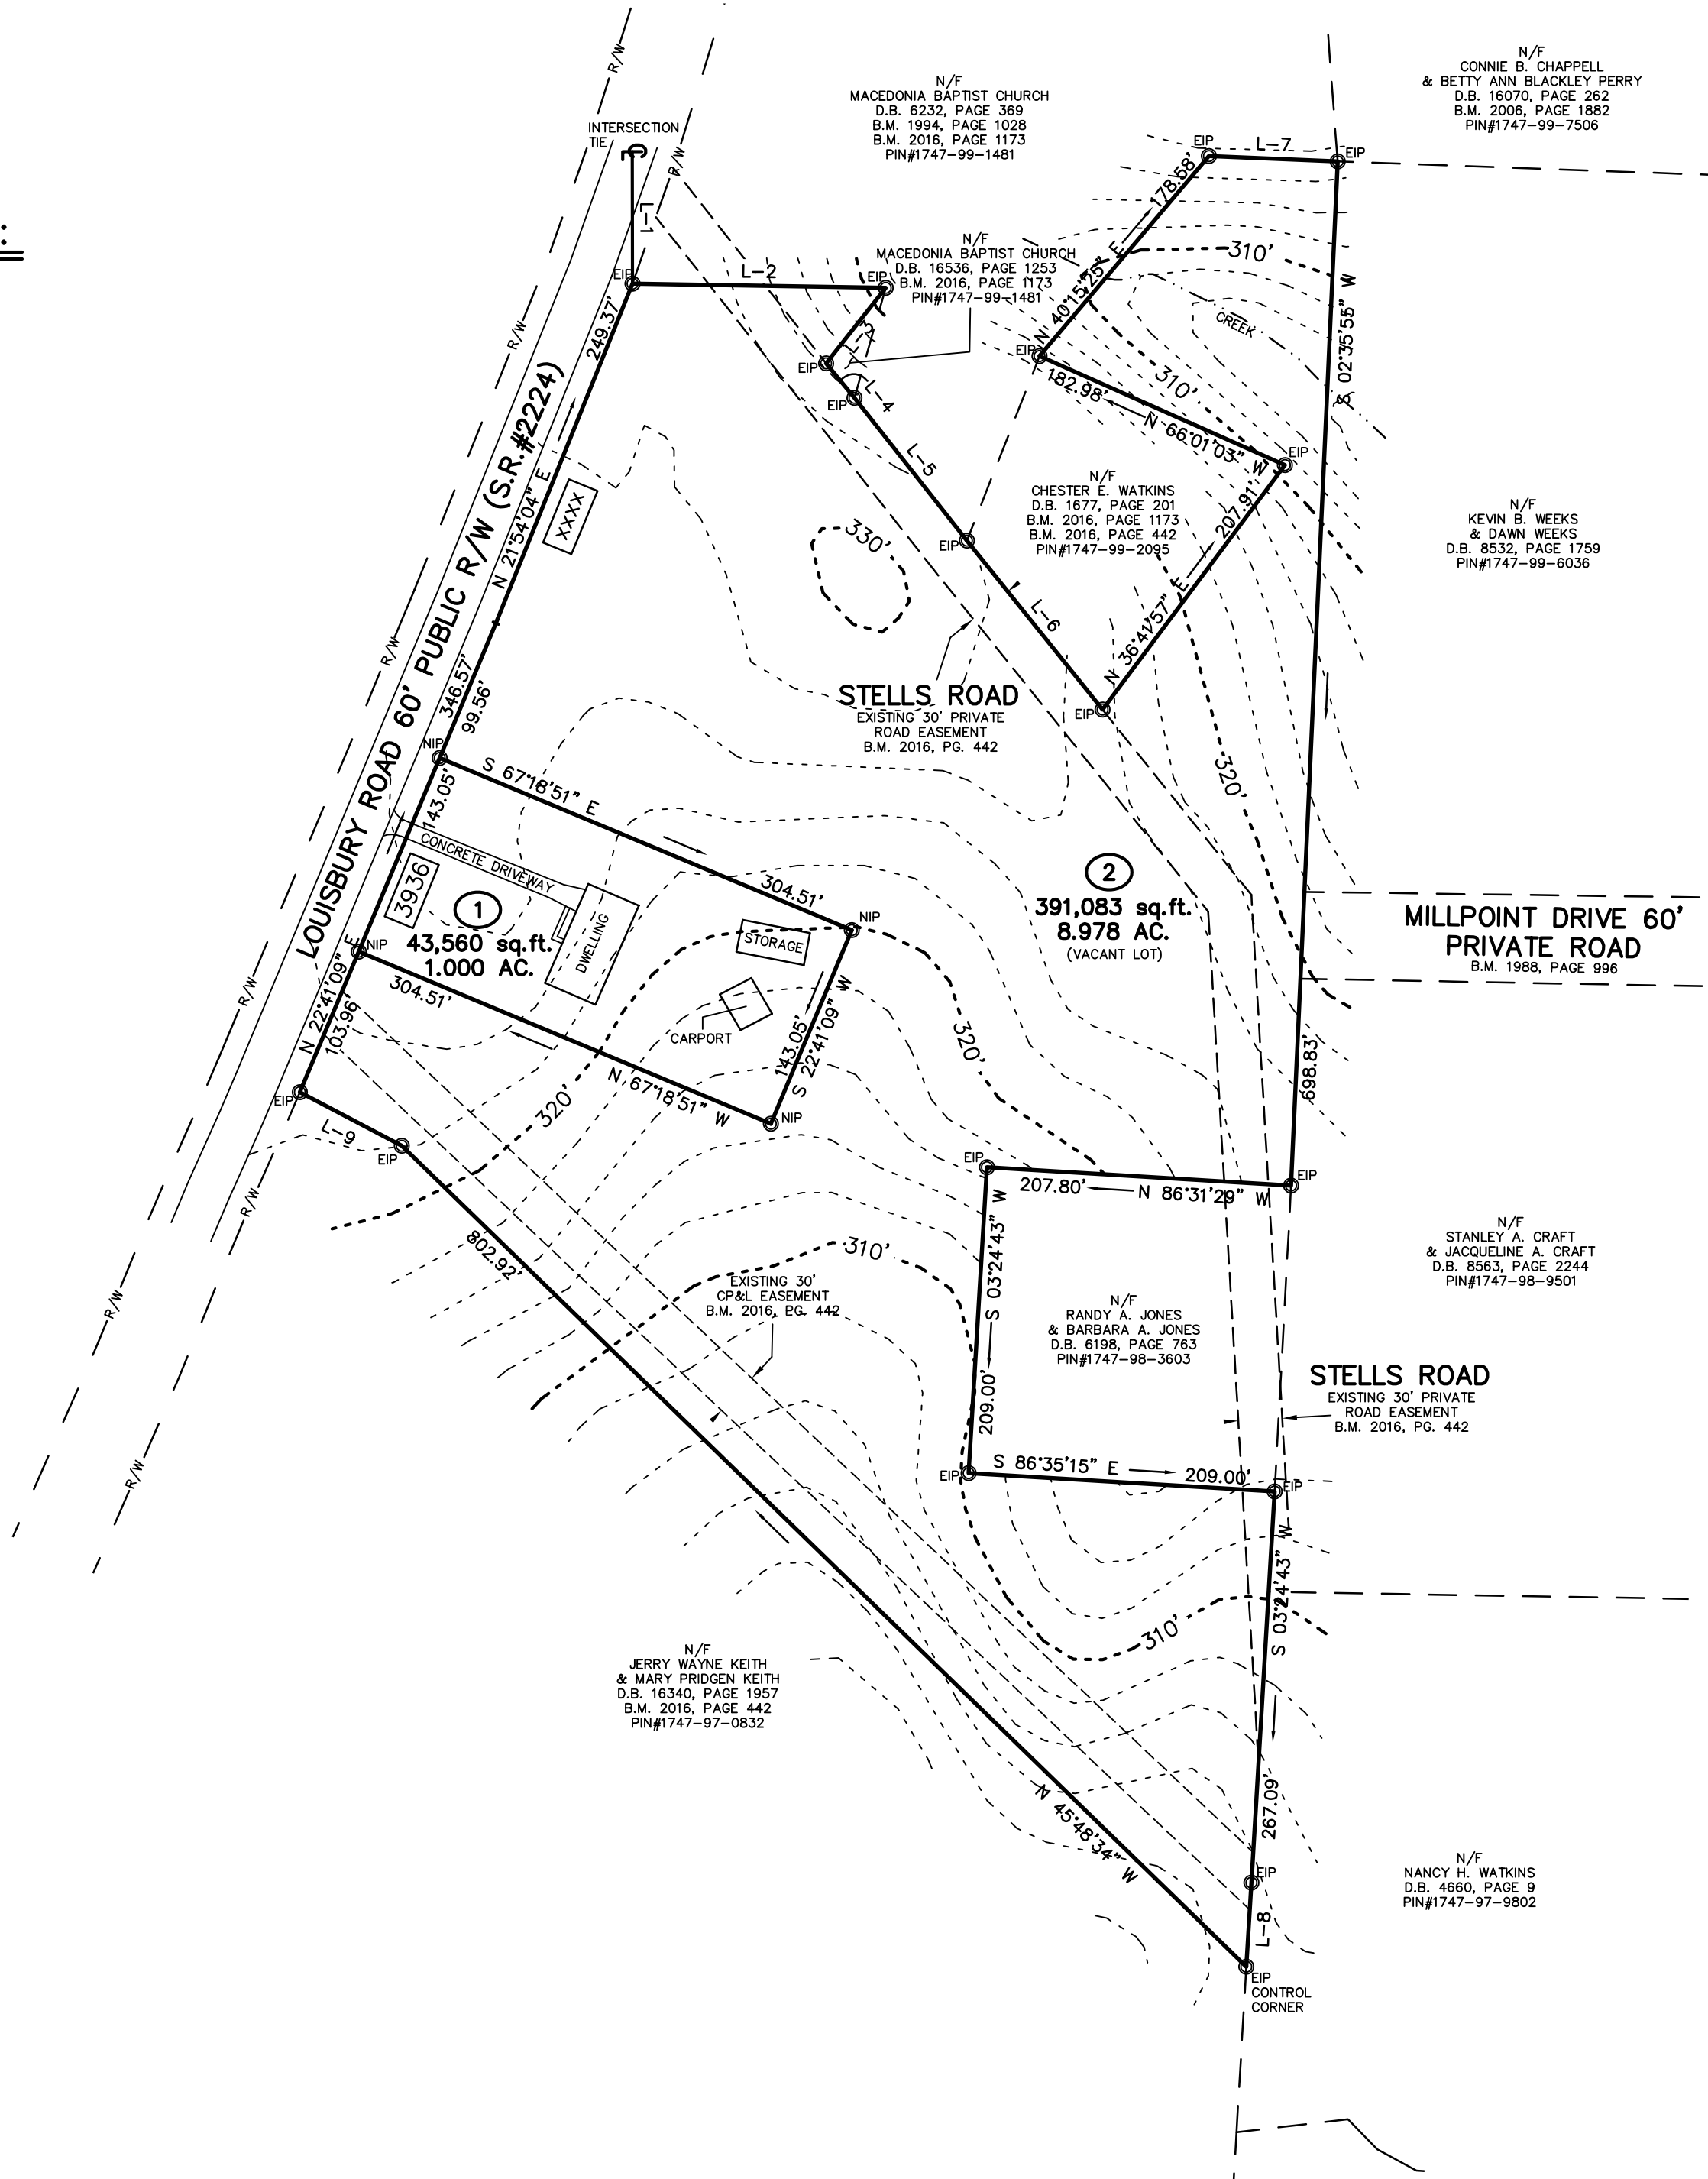 N/F
CONNIE B. CHAPPELL
& BETTY ANN BLACKLEY PERRY
D.B. 16070, PAGE 262
B.M. 2006, PAGE 1882
PIN#1747-99-7506
N/F
MACEDONIA BAPTIST CHURCH
D.B. 6232, PAGE 369
B.M. 1994, PAGE 1028
B.M. 2016, PAGE 1173
PIN#1747-99-1481
R/W
INTERSECTION
TIE
R/W
L-1
EIP
L-7
EIP
178.58'
N 40°15'25" E
N/F
MACEDONIA BAPTIST CHURCH
D.B. 16536, PAGE 1253
B.M. 2016, PAGE 1173
PIN#1747-99-1481
310'
EIP
L-2
EIP
L-3
EIP
L-4
EIP
CREEK
S 02°35'55" W
EIP
182.98'
N 66°01'03" W
310'
EIP
R/W
249.37'
LOUISBURY ROAD 60' PUBLIC R/W (S.R.#2224)
N 21°54'04" E
XXXX
L-5
330'
EIP
N/F
CHESTER E. WATKINS
D.B. 1677, PAGE 201
B.M. 2016, PAGE 1173
B.M. 2016, PAGE 442
PIN#1747-99-2095
207.91'
N 36°41'57" E
N/F
KEVIN B. WEEKS
& DAWN WEEKS
D.B. 8532, PAGE 1759
PIN#1747-99-6036
L-6
R/W
346.57'
99.56'
STELLS ROAD
EXISTING 30' PRIVATE
ROAD EASEMENT
B.M. 2016, PG. 442
EIP
NIP
S 67°18'51" E
304.51'
320'
143.05'
CONCRETE DRIVEWAY
3936
1
43,560 sq.ft.
1.000 AC.
DWELLING
STORAGE
NIP
CARPORT
2
391,083 sq.ft.
8.978 AC.
(VACANT LOT)
MILLPOINT DRIVE 60'
PRIVATE ROAD
B.M. 1988, PAGE 996
NIP
304.51'
N 67°18'51" W
143.05'
S 22°41'09" W
NIP
R/W
N 22°41'09" E
103.96'
320'
320'
698.83'
EIP
L-9
EIP
R/W
EIP
207.80'
N 86°31'29" W
EIP
802.92'
310'
S 03°24'43" W
209.00'
N/F
STANLEY A. CRAFT
& JACQUELINE A. CRAFT
D.B. 8563, PAGE 2244
PIN#1747-98-9501
R/W
EXISTING 30'
CP&L EASEMENT
B.M. 2016, PG. 442
N/F
RANDY A. JONES
& BARBARA A. JONES
D.B. 6198, PAGE 763
PIN#1747-98-3603
STELLS ROAD
EXISTING 30' PRIVATE
ROAD EASEMENT
B.M. 2016, PG. 442
R/W
EIP
S 86°35'15" E
209.00'
EIP
S 03°24'43" W
310'
N/F
JERRY WAYNE KEITH
& MARY PRIDGEN KEITH
D.B. 16340, PAGE 1957
B.M. 2016, PAGE 442
PIN#1747-97-0832
N 45°48'34" W
267.09'
EIP
N/F
NANCY H. WATKINS
D.B. 4660, PAGE 9
PIN#1747-97-9802
L-8
EIP
CONTROL
CORNER